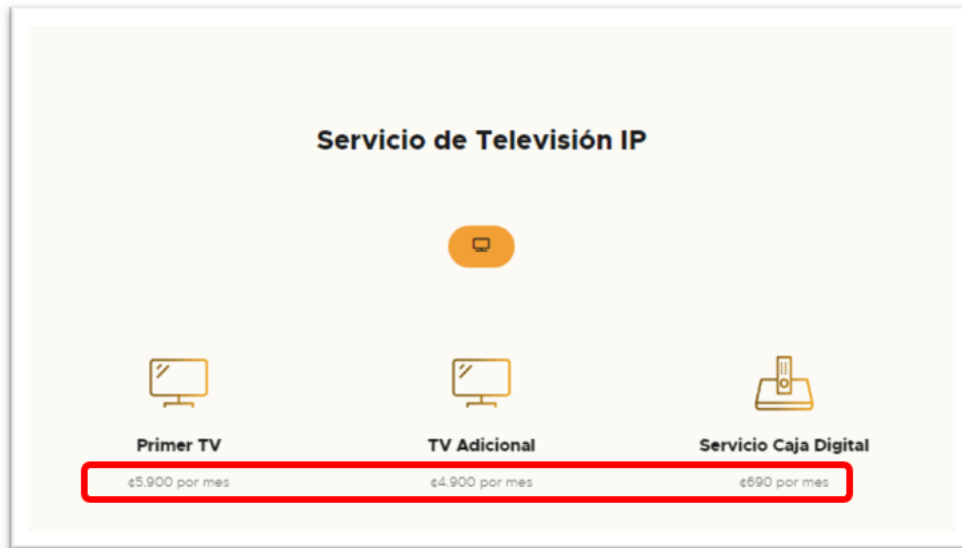 Servicio de Televisión IP
Primer TV
TV Adicional
Servicio Caja Digital
¢5.900 por mes
¢4.900 por mes
¢690 por mes